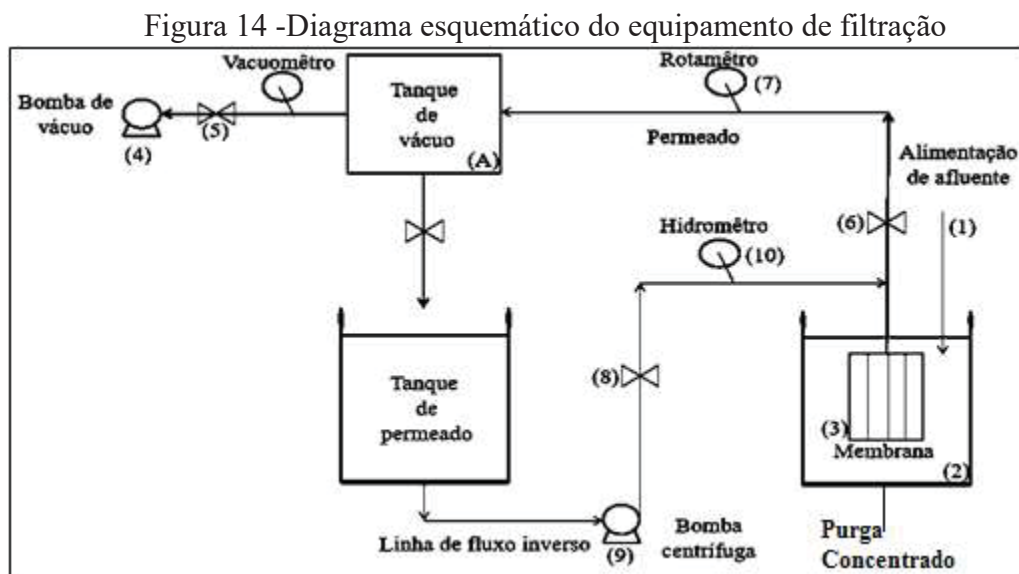 Figura 14 -Diagrama esquemático do equipamento de filtração
Vacuomêtro
Bomba de
vácuo
(4)
(5)
Tanque
de
vácuo
(A)
Rotamêtro
(7)
Permeado
Alimentação
de afluente
(6)
(1)
Hidromêtro
(10)
Tanque
de
permeado
(8)
(3)
Membrana
(2)
Linha de fluxo inverso
(9)
Bomba
centrífuga
Purga
Concentrado